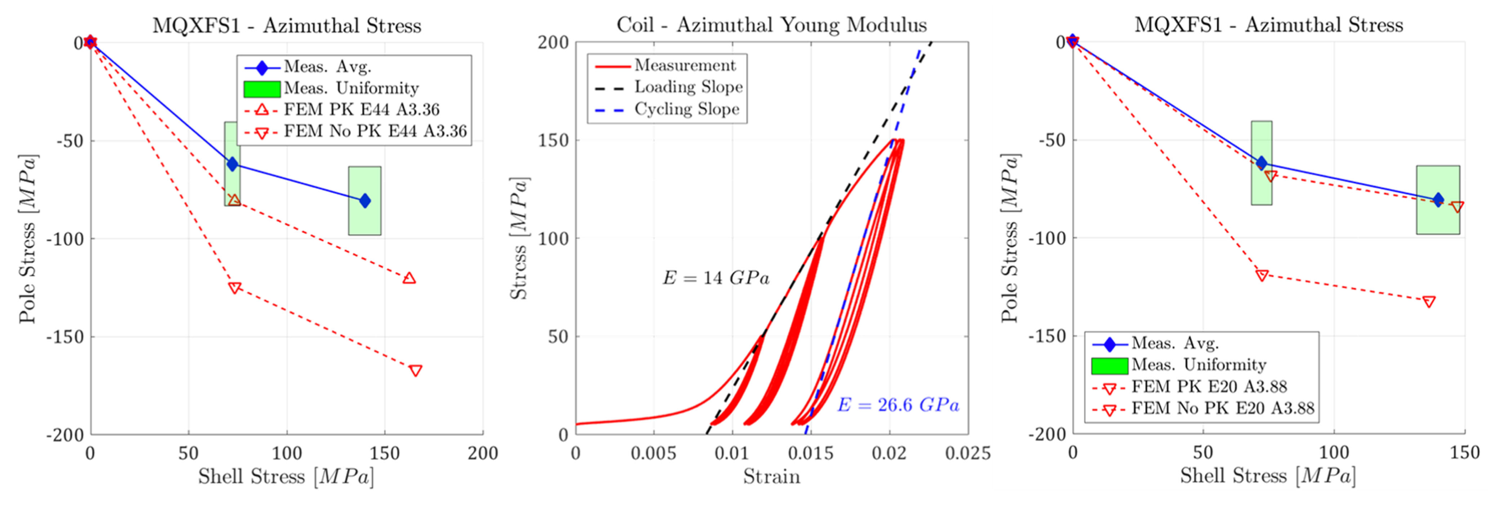 MQXFS1 - Azimuthal Stress
Meas. Avg.
Meas. Uniformity
FEM PK E44 A3.36
FEM No PK E44 A3.36
0
-50
-100
-150
-200
Pole Stress [MPa]
0 50 100 150 200
Shell Stress [MPa]
Coil - Azimuthal Young Modulus
Measurement
Loading Slope
Cycling Slope
E = 14 GPa
E = 26.6 GPa
200
150
100
50
0
Stress [MPa]
0 0.005 0.01 0.015 0.02 0.025
Strain
MQXFS1 - Azimuthal Stress
0
-50
-100
-150
-200
Pole Stress [MPa]
Meas. Avg.
Meas. Uniformity
FEM PK E20 A3.88
FEM No PK E20 A3.88
0 50 100 150
Shell Stress [MPa]